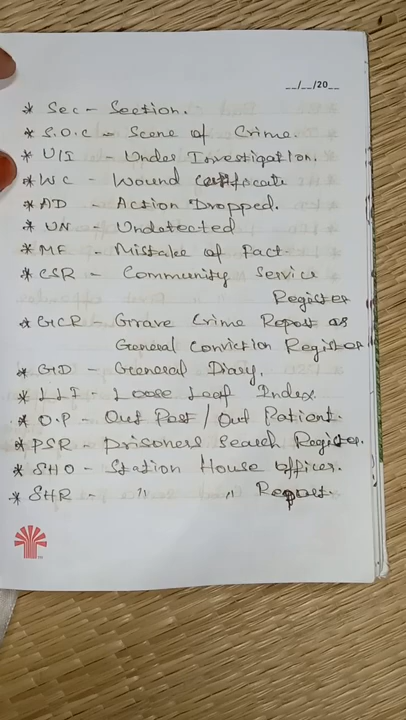 __/__/20__
* Sec - Section.
* S.O.C - Scene of Crime.
* U/I - Under Investigation.
* WC - Wound Certificate
* AD - Action Dropped.
* UN - Undetected
* MF - Mistake of Fact
* CSR - Community Service
Register
* GCR - Grave Crime Report or
General Conviction Register
* GD - General Diary.
* LLI - Loose Leaf Index.
* O.P - Out Post / Out Patient.
* PSR - Prisoners Search Register.
* SHO - Station House Officer.
* SHR - " " Report.